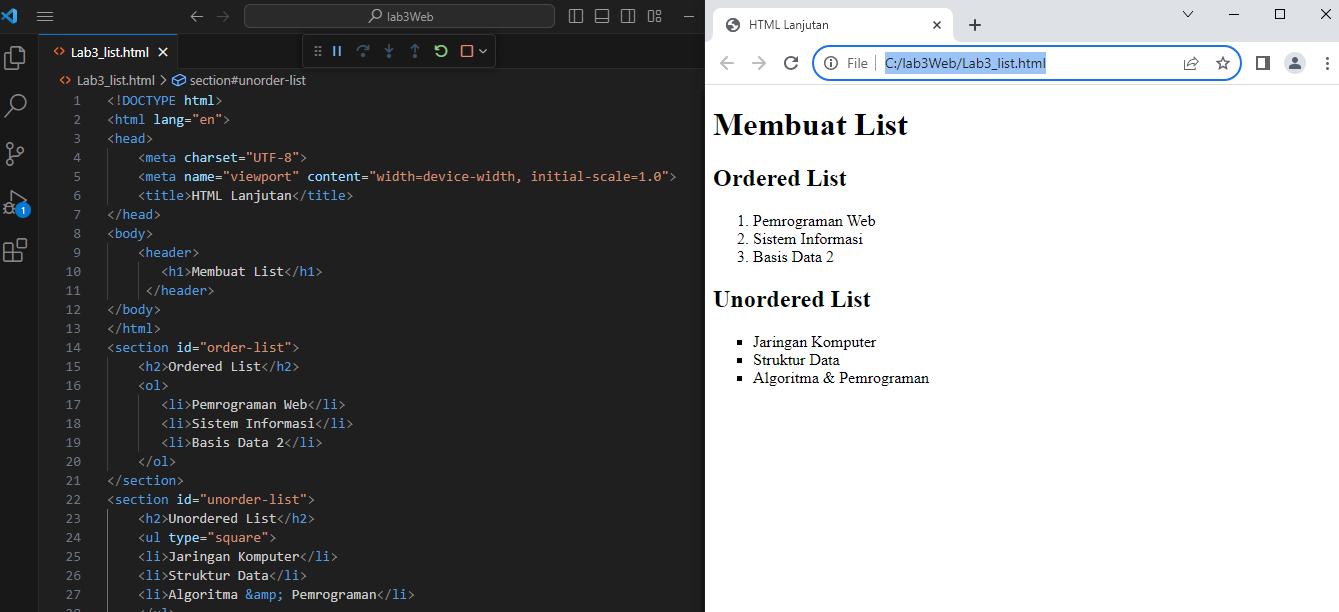 lab3Web
Lab3_list.html
Lab3_list.html > section#unorder-list
1 <!DOCTYPE html>
2 <html lang="en">
3 <head>
4 <meta charset="UTF-8">
5 <meta name="viewport" content="width=device-width, initial-scale=1.0">
6 <title>HTML Lanjutan</title>
7 </head>
8 <body>
9 <header>
10 <h1>Membuat List</h1>
11 </header>
12 </body>
13 </html>
14 <section id="order-list">
15 <h2>Ordered List</h2>
16 <ol>
17 <li>Pemrograman Web</li>
18 <li>Sistem Informasi</li>
19 <li>Basis Data 2</li>
20 </ol>
21 </section>
22 <section id="unorder-list">
23 <h2>Unordered List</h2>
24 <ul type="square">
25 <li>Jaringan Komputer</li>
26 <li>Struktur Data</li>
27 <li>Algoritma &amp; Pemrograman</li>
28 </ul>
1
HTML Lanjutan
File C:/lab3Web/Lab3_list.html
Membuat List
Ordered List
1. Pemrograman Web
2. Sistem Informasi
3. Basis Data 2
Unordered List
Jaringan Komputer
Struktur Data
Algoritma & Pemrograman